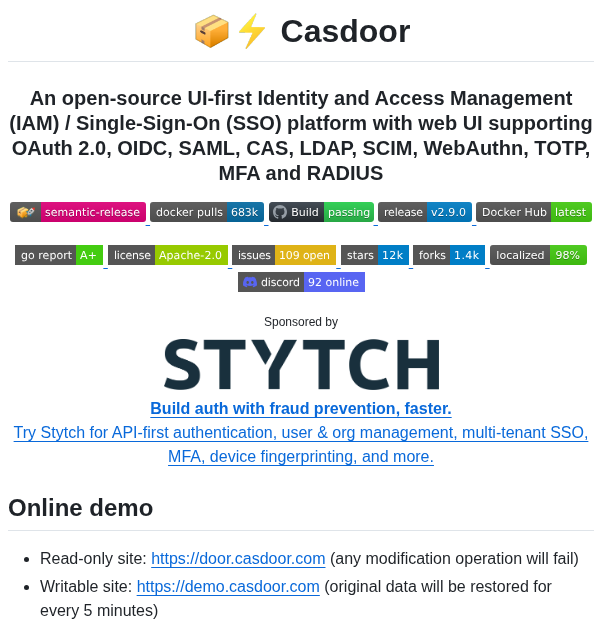 📦⚡ Casdoor
An open-source UI-first Identity and Access Management
(IAM) / Single-Sign-On (SSO) platform with web UI supporting
OAuth 2.0, OIDC, SAML, CAS, LDAP, SCIM, WebAuthn, TOTP,
MFA and RADIUS
semantic-release docker pulls 683k Build passing release v2.9.0 Docker Hub latest
go report A+ license Apache-2.0 issues 109 open stars 12k forks 1.4k localized 98%
discord 92 online
Sponsored by
STYTCH
Build auth with fraud prevention, faster.
Try Stytch for API-first authentication, user & org management, multi-tenant SSO,
MFA, device fingerprinting, and more.
Online demo
• Read-only site: https://door.casdoor.com (any modification operation will fail)
• Writable site: https://demo.casdoor.com (original data will be restored for
every 5 minutes)